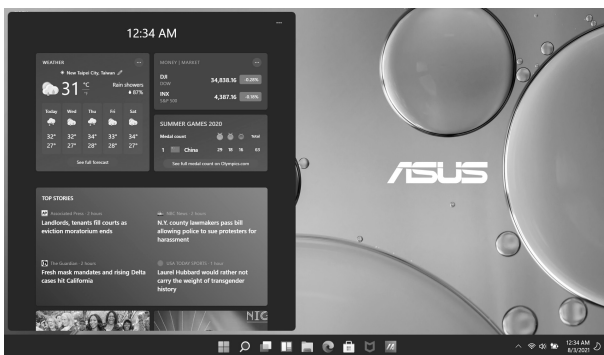 12:34 AM
WEATHER
New Taipei City, Taiwan
31 °C
°F
Rain showers
87%
Today Wed Thu Fri Sat
32° 32° 34° 33° 34°
27° 27° 28° 28° 27°
See full forecast
MONEY | MARKET
DJI
DOW
34,838.16 -0.28%
INX
S&P 500
4,387.16
SUMMER GAMES 2020
Medal count Total
1 China 29 18 16 63
See full medal count on Olympics.com
TOP STORIES
Associated Press · 2 hours
Landlords, tenants fill courts as
eviction moratorium ends
NBC News · 2 hours
N.Y. county lawmakers pass bill
allowing police to sue protesters for
harassment
The Guardian · 2 hours
Fresh mask mandates and rising Delta
cases hit California
USA TODAY SPORTS · 1 hour
Laurel Hubbard would rather not
carry the weight of transgender
history
NIC
ASUS
12:34 AM
8/3/2021